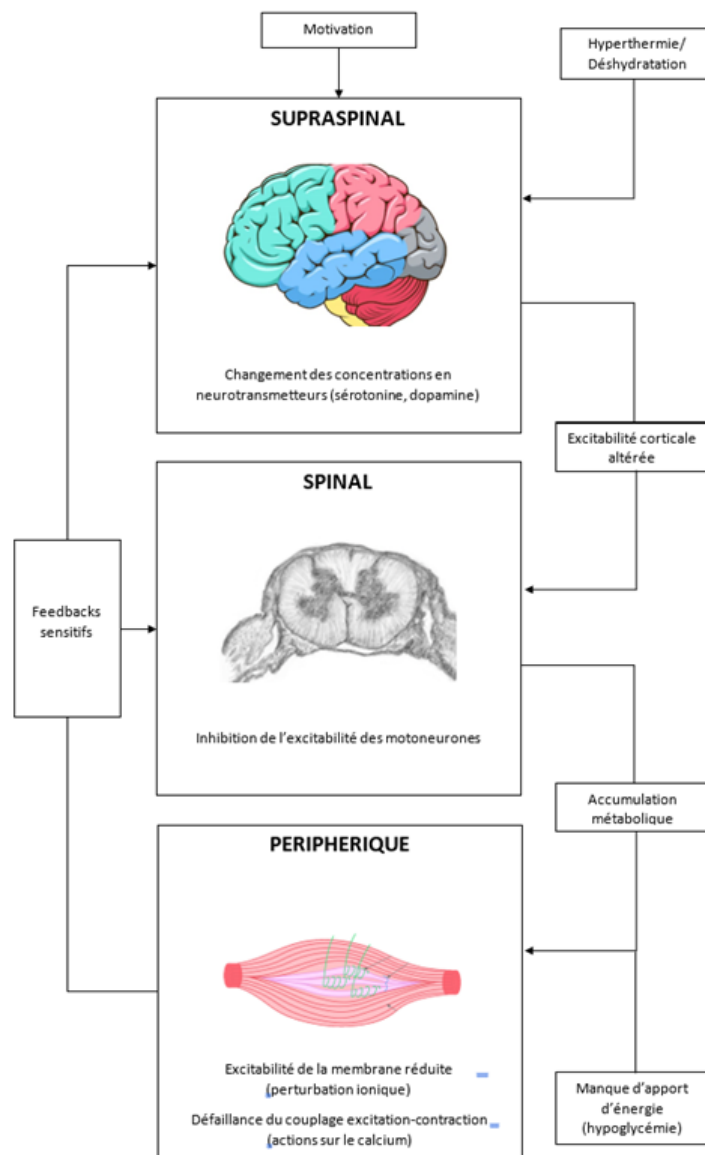 Motivation
Hyperthermie/
Déshydratation
SUPRASPINAL
Changement des concentrations en
neurotransmetteurs (sérotonine, dopamine)
Excitabilité corticale
altérée
SPINAL
Feedbacks
sensitifs
Inhibition de l'excitabilité des motoneurones
Accumulation
métabolique
PERIPHERIQUE
Excitabilité de la membrane réduite
(perturbation ionique)
Défaillance du couplage excitation-contraction
(actions sur le calcium)
Manque d'apport
d'énergie
(hypoglycémie)